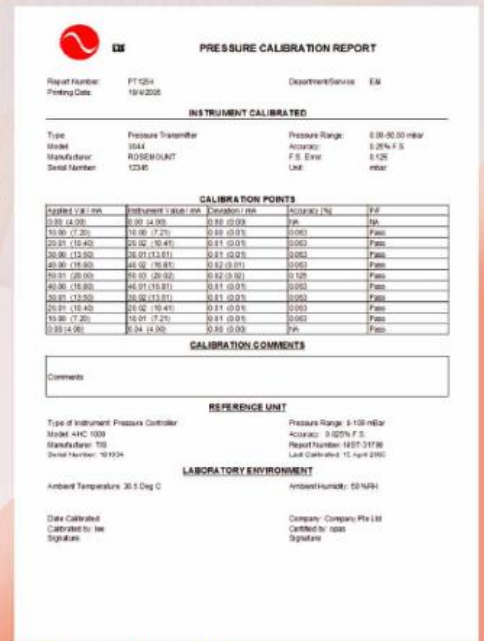 PRESSURE CALIBRATION REPORT
Report Number: PT1254 Department/Service E&I
Printing Date: 19/4/2005
INSTRUMENT CALIBRATED
Type Pressure Transmitter Pressure Range: 0.00-50.00 mbar
Model 3044 Accuracy: 0.25% F.S.
Manufacturer ROSEMOUNT F.S. Error 0.125
Serial Number 12345 Unit mbar
CALIBRATION POINTS
Applied Val / mA Instrument Value / mA Deviation / mA Accuracy [%] P/F
0.00 (4.00) 0.00 (4.00) 0.00 (0.00) NA NA
10.00 (7.20) 10.00 (7.21) 0.00 (0.01) 0.063 Pass
20.01 (10.40) 20.02 (10.41) 0.01 (0.01) 0.063 Pass
30.00 (13.60) 30.01 (13.61) 0.01 (0.01) 0.063 Pass
40.00 (16.80) 40.02 (16.81) 0.02 (0.01) 0.063 Pass
50.01 (20.00) 50.03 (20.02) 0.02 (0.02) 0.125 Pass
40.00 (16.80) 40.01 (16.81) 0.01 (0.01) 0.063 Pass
30.01 (13.60) 30.02 (13.61) 0.01 (0.01) 0.063 Pass
20.01 (10.40) 20.02 (10.41) 0.01 (0.01) 0.063 Pass
10.00 (7.20) 10.01 (7.21) 0.01 (0.01) 0.063 Pass
0.00 (4.00) 0.04 (4.00) 0.00 (0.00) NA Pass
CALIBRATION COMMENTS
Comments
REFERENCE UNIT
Type of Instrument: Pressure Controller Pressure Range: 0-100 mBar
Model: AHC 1000 Accuracy: 0.025% F.S.
Manufacturer: Report Number: NIST-31798
Serial Number: Last Calibrated: 15 April 2005
LABORATORY ENVIRONMENT
Ambient Temperature: 30.5 Deg C Ambient Humidity: 50 %RH
Date Calibrated: Company: Company Pte Ltd
Calibrated by: lee Certified by: opas
Signature: Signature